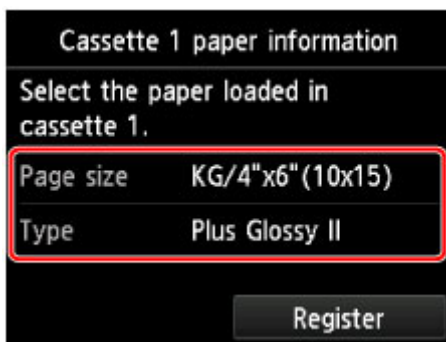 Cassette 1 paper information
Select the paper loaded in
cassette 1.
Page size KG/4"x6"(10x15)
Type Plus Glossy II
Register